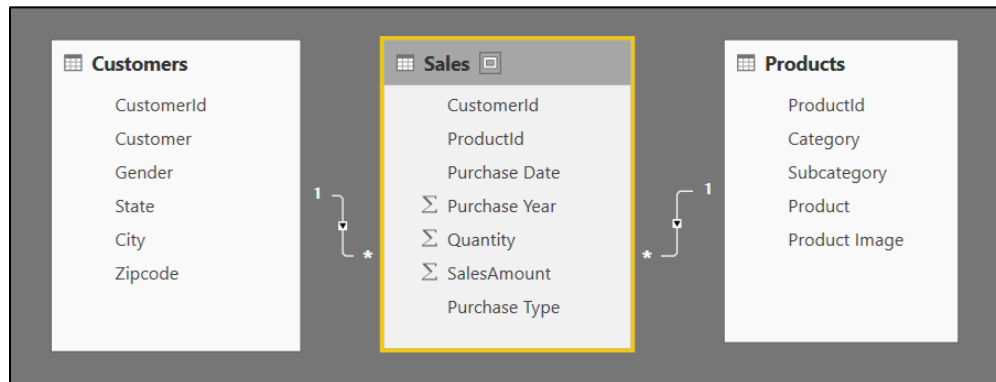 Customers
CustomerId
Customer
Gender
State
City
Zipcode
1
*
Sales
CustomerId
ProductId
Purchase Date
Σ Purchase Year
Σ Quantity
Σ SalesAmount
Purchase Type
*
1
Products
ProductId
Category
Subcategory
Product
Product Image